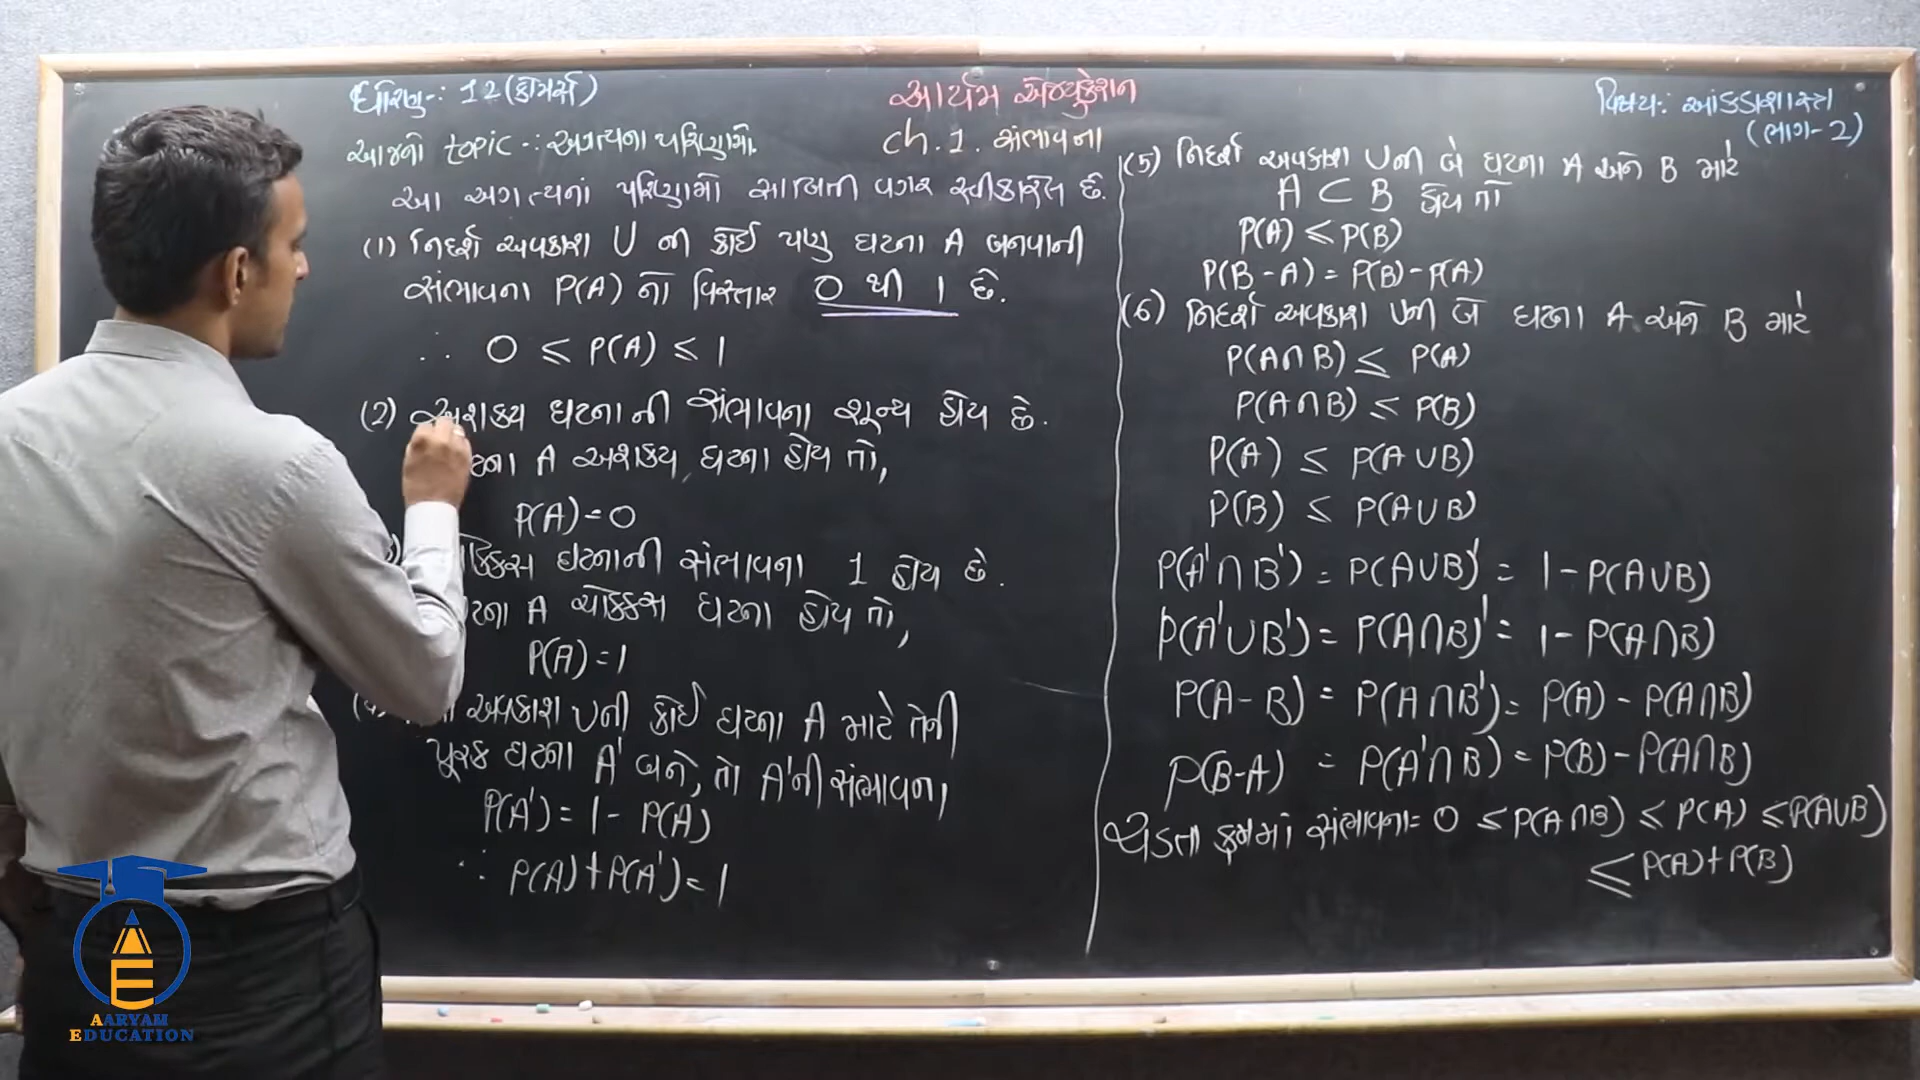 ધોરણ-: 12 (કોમર્સ)
આર્યમ એજ્યુકેશન
વિષય: આંકડાશાસ્ત્ર
(ભાગ-2)
આજનો topic -: અગત્યના પરિણામો.
ch. 1. સંભાવના
આ અગત્યનાં પરિણામો સાબિતી વગર સ્વીકારેલ છે.
(1) નિદર્શ અવકાશ U ની કોઈ પણ ઘટના A બનવાની
સંભાવના P(A) નો વિસ્તાર 0 થી 1 છે.
∴ 0 ≤ P(A) ≤ 1
(2) અશક્ય ઘટનાની સંભાવના શૂન્ય હોય છે.
A અશક્ય ઘટના હોય તો,
P(A) = 0
ઘટનાની સંભાવના 1 હોય છે.
A ચોક્કસ ઘટના હોય તો,
P(A) = 1
અવકાશ U ની કોઈ ઘટના A માટે તેની
પૂરક ઘટના A' બને, તો A'ની સંભાવના,
P(A') = 1 - P(A)
∴ P(A) + P(A') = 1
(5) નિદર્શ અવકાશ U ની બે ઘટના A અને B માટે
A ⊂ B હોય તો
P(A) ≤ P(B)
P(B - A) = P(B) - P(A)
(6) નિદર્શ અવકાશ U ની બે ઘટના A અને B માટે
P(A∩B) ≤ P(A)
P(A∩B) ≤ P(B)
P(A) ≤ P(A∪B)
P(B) ≤ P(A∪B)
P(A'∩B') = P(A∪B)' = 1 - P(A∪B)
P(A'∪B') = P(A∩B)' = 1 - P(A∩B)
P(A - B) = P(A∩B') = P(A) - P(A∩B)
P(B-A) = P(A'∩B) = P(B) - P(A∩B)
ચડતા ક્રમમાં સંભાવના = 0 ≤ P(A∩B) ≤ P(A) ≤ P(A∪B)
≤ P(A) + P(B)
AE
AARYAM
EDUCATION